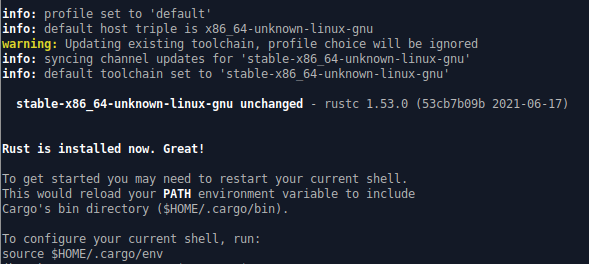 info: profile set to 'default'
info: default host triple is x86_64-unknown-linux-gnu
warning: Updating existing toolchain, profile choice will be ignored
info: syncing channel updates for 'stable-x86_64-unknown-linux-gnu'
info: default toolchain set to 'stable-x86_64-unknown-linux-gnu'
stable-x86_64-unknown-linux-gnu unchanged - rustc 1.53.0 (53cb7b09b 2021-06-17)
Rust is installed now. Great!
To get started you may need to restart your current shell.
This would reload your PATH environment variable to include
Cargo's bin directory ($HOME/.cargo/bin).
To configure your current shell, run:
source $HOME/.cargo/env